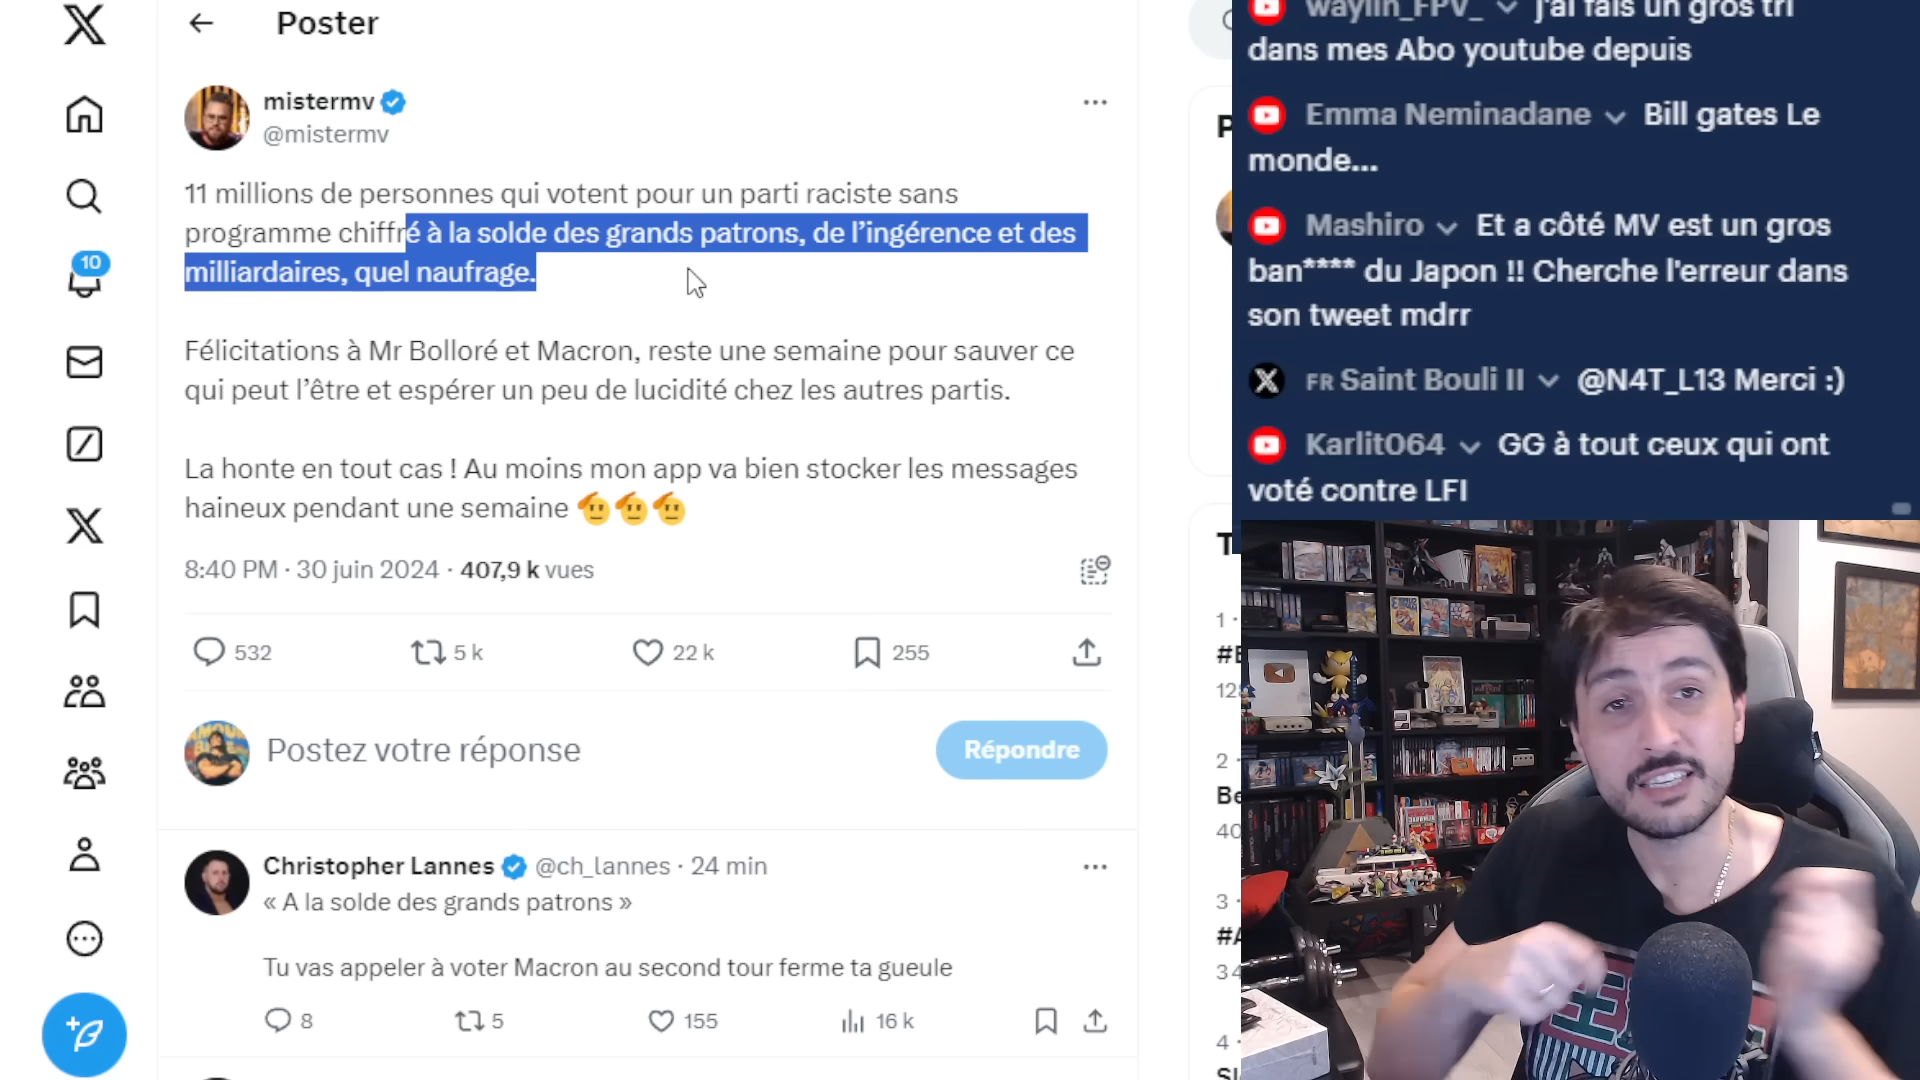 Poster
mistermv
@mistermv
11 millions de personnes qui votent pour un parti raciste sans
programme chiffré à la solde des grands patrons, de l’ingérence et des
milliardaires, quel naufrage.
Félicitations à Mr Bolloré et Macron, reste une semaine pour sauver ce
qui peut l’être et espérer un peu de lucidité chez les autres partis.
La honte en tout cas ! Au moins mon app va bien stocker les messages
haineux pendant une semaine 🫡🫡🫡
8:40 PM · 30 juin 2024 · 407,9 k vues
532
5 k
22 k
255
Postez votre réponse
Répondre
Christopher Lannes @ch_lannes · 24 min
« A la solde des grands patrons »
Tu vas appeler à voter Macron au second tour ferme ta gueule
8
5
155
16 k
10
waylin_FPV_ j'ai fais un gros tri
dans mes Abo youtube depuis
Emma Neminadane Bill gates Le
monde...
Mashiro Et a côté MV est un gros
ban**** du Japon !! Cherche l'erreur dans
son tweet mdrr
FR Saint Bouli II @N4T_L13 Merci :)
Karlit064 GG à tout ceux qui ont
voté contre LFI
1 ·
2 ·
3 ·
4 ·